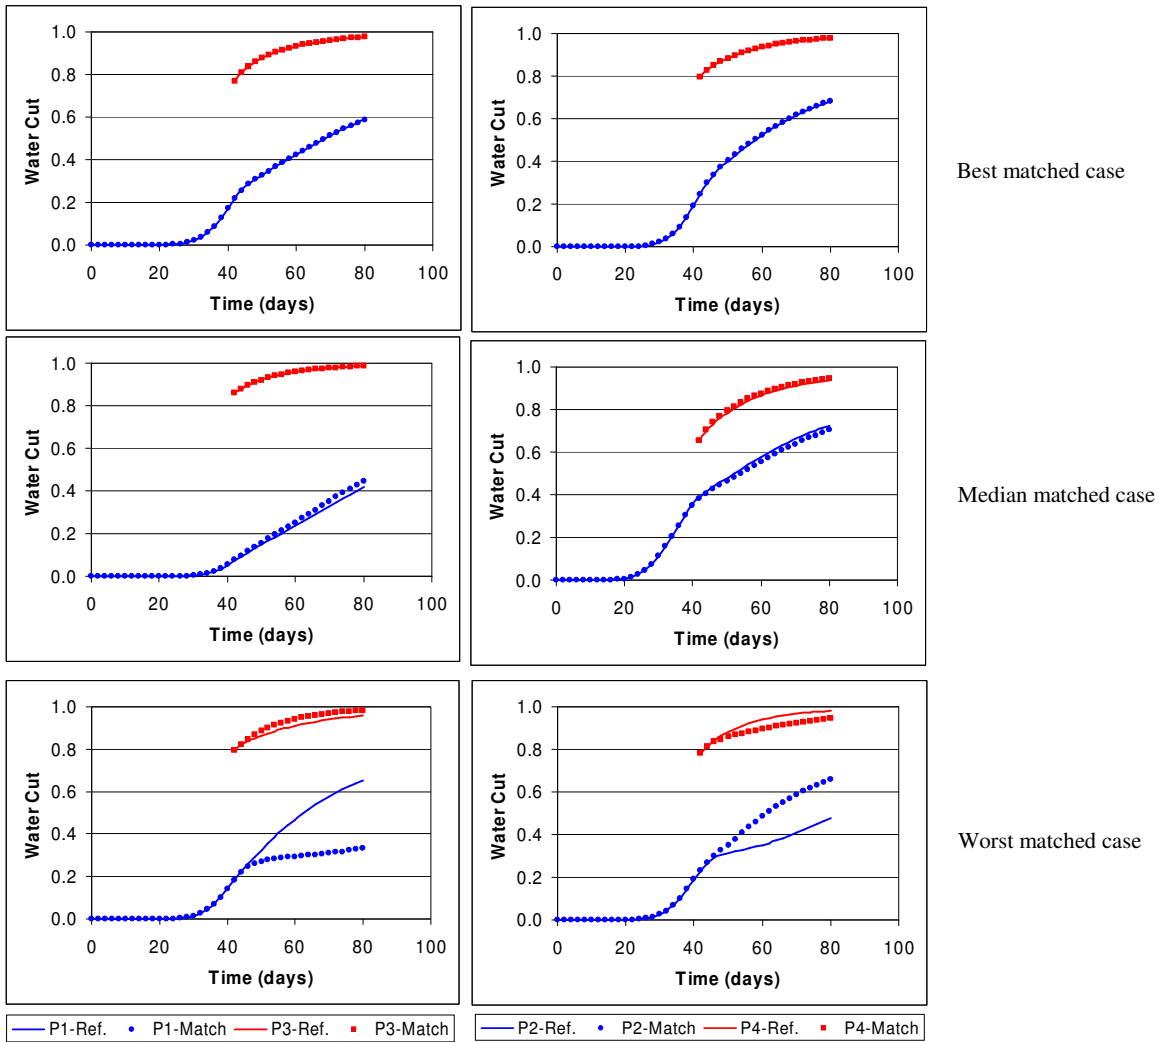 1.0
0.8
0.6
0.4
0.2
0.0
Water Cut
0 20 40 60 80 100
Time (days)
1.0
0.8
0.6
0.4
0.2
0.0
Water Cut
0 20 40 60 80 100
Time (days)
Best matched case
1.0
0.8
0.6
0.4
0.2
0.0
Water Cut
0 20 40 60 80 100
Time (days)
1.0
0.8
0.6
0.4
0.2
0.0
Water Cut
0 20 40 60 80 100
Time (days)
Median matched case
1.0
0.8
0.6
0.4
0.2
0.0
Water Cut
0 20 40 60 80 100
Time (days)
1.0
0.8
0.6
0.4
0.2
0.0
Water Cut
0 20 40 60 80 100
Time (days)
Worst matched case
P1-Ref. P1-Match P3-Ref. P3-Match
P2-Ref. P2-Match P4-Ref. P4-Match